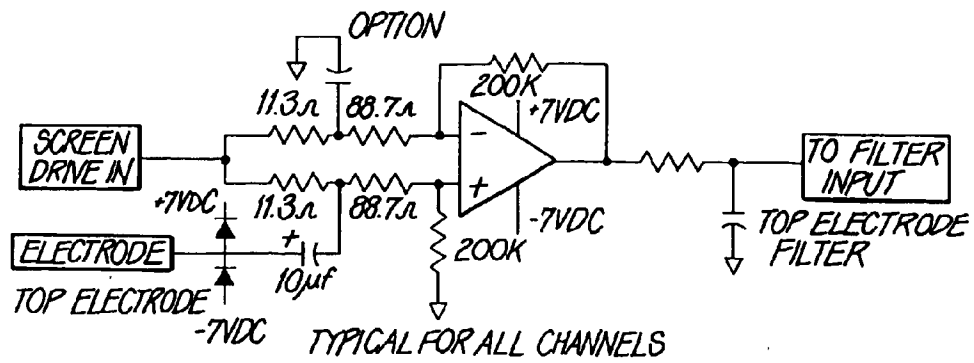 OPTION
200K
+7VDC
11.3Ω
88.7Ω
SCREEN
DRIVE IN
−
+
TO FILTER
INPUT
+7VDC
11.3Ω
88.7Ω
-7VDC
ELECTRODE
+
10µf
200K
TOP ELECTRODE
FILTER
TOP ELECTRODE
-7VDC
TYPICAL FOR ALL CHANNELS